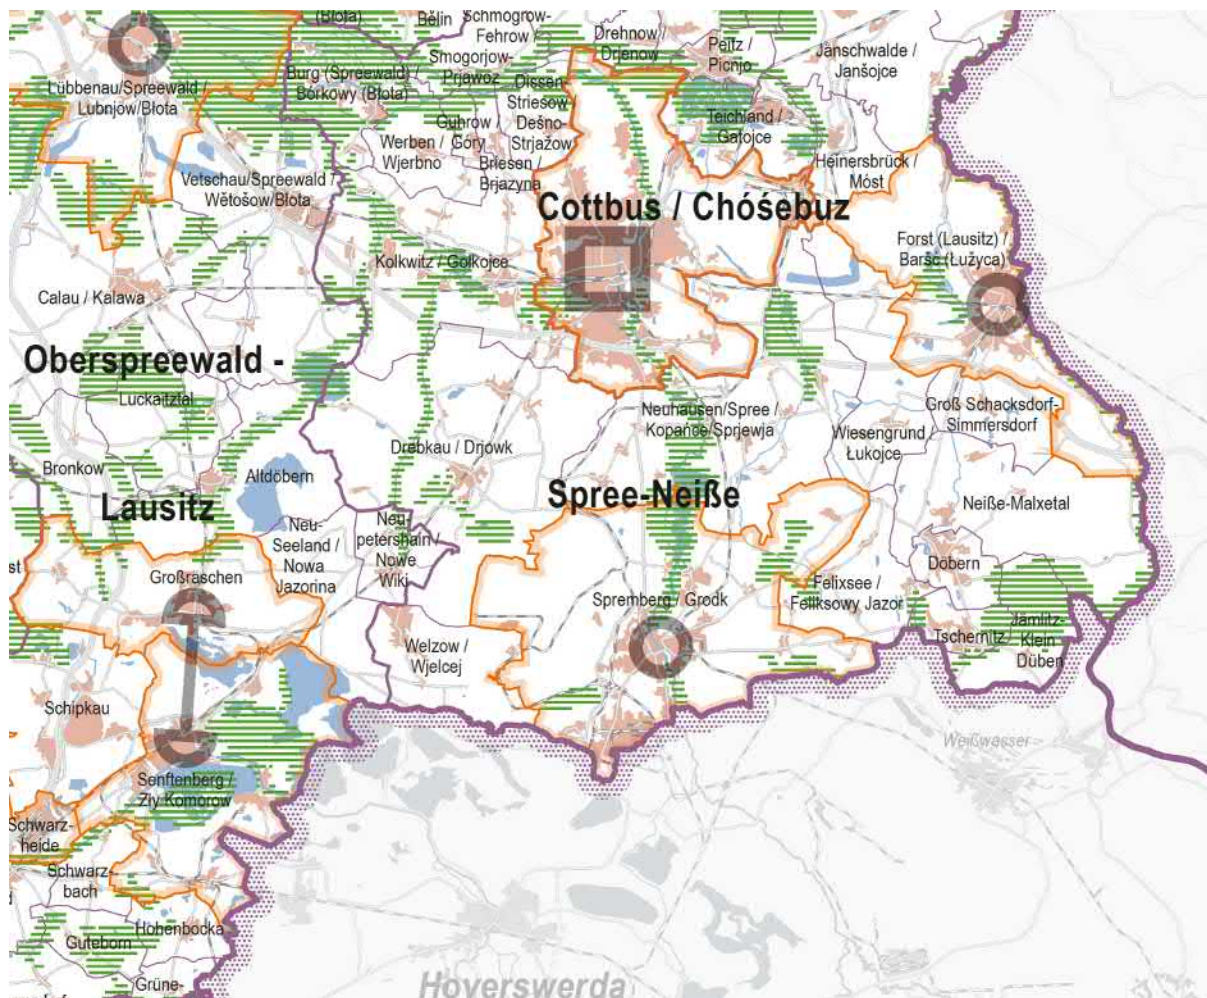 (Błota)
Bělin
Schmogrow-
Fehrow /
Smogorjow-
Prjawoz
Drehnow /
Drjenow
Peitz /
Picnjo
Janschwalde /
Janšojce
Lübbenau/Spreewald /
Lubnjow/Błota
Burg (Spreewald) /
Bórkowy (Błota)
Dissen-
Striesow
Dešno-
Strjažow
Teichland /
Gatojce
Guhrow /
Góry
Werben /
Wjerbno
Briesen /
Brjazyna
Heinersbrück /
Móst
Vetschau/Spreewald /
Wětošow/Błota
Cottbus / Chóśebuz
Forst (Lausitz) /
Baršć (Łužyca)
Kolkwitz / Gołkojce
Calau / Kalawa
Oberspreewald -
Luckaitztal
Neuhausen/Spree /
Kopańce/Sprjewja
Groß Schacksdorf-
Simmersdorf
Wiesengrund /
Łukojce
Drebkau / Drjowk
Bronkow
Altdöbern
Lausitz
Spree-Neiße
Neiße-Malxetal
Neu-
Seeland /
Nowa
Jazorina
Neu-
petershain /
Nowe
Wiki
st
Großraschen
Döbern
Felixsee /
Feliksowy Jazor
Spremberg / Grodk
Jämlitz-
Klein
Düben
Tschernitz
Welzow /
Wjelcej
Schipkau
Weißwasser
Senftenberg /
Zły Komorow
Schwarz-
heide
Schwarz-
bach
Hohenbocka
Guteborn
Grüne-
Hoyerswerda